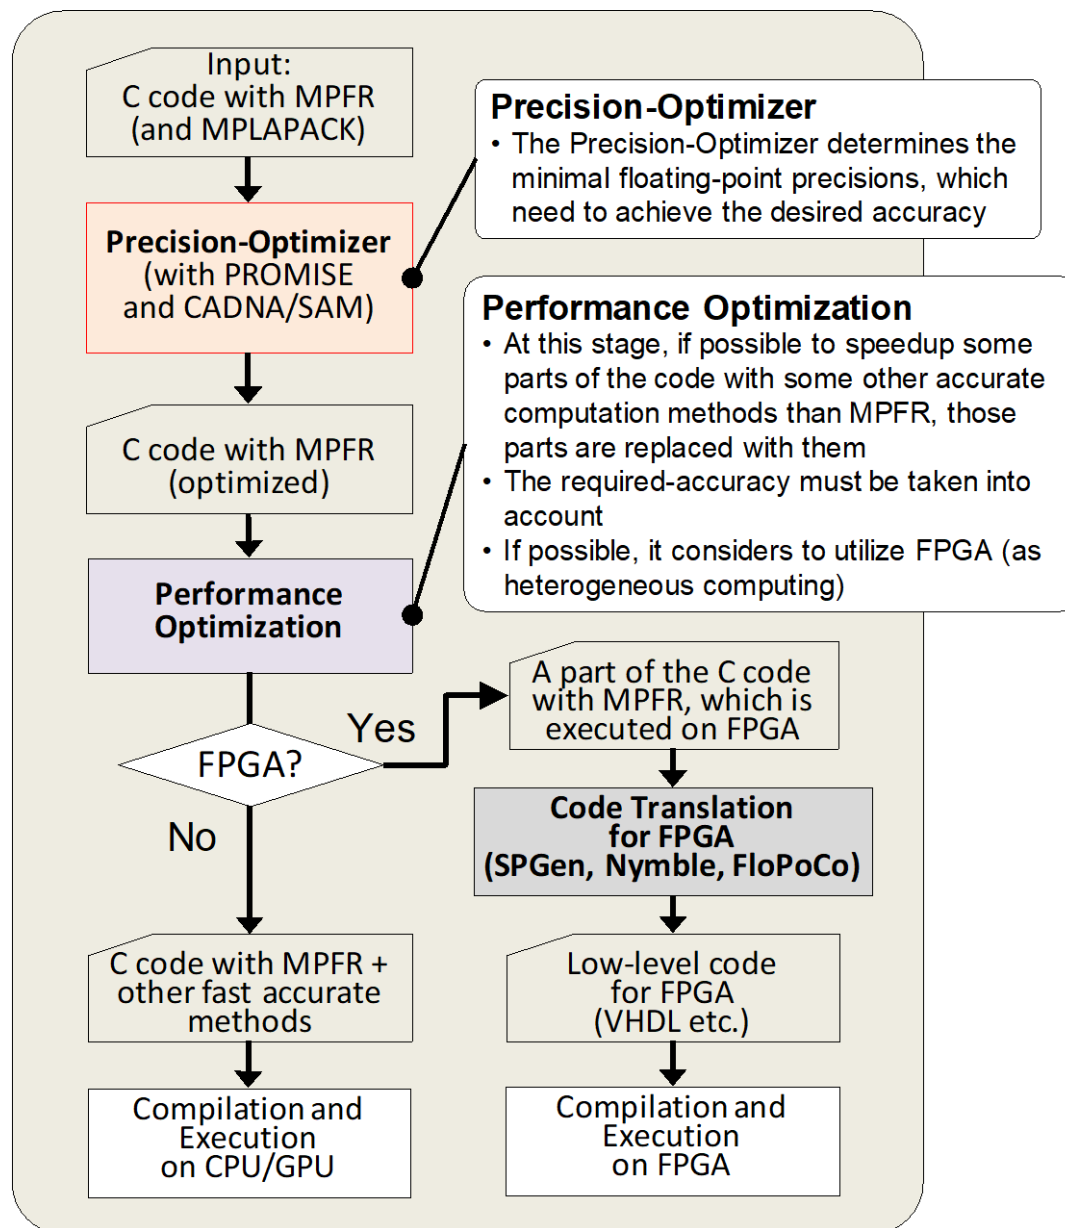 Input:
C code with MPFR
(and MPLAPACK)
Precision-Optimizer
• The Precision-Optimizer determines the
minimal floating-point precisions, which
need to achieve the desired accuracy
Precision-Optimizer
(with PROMISE
and CADNA/SAM)
Performance Optimization
• At this stage, if possible to speedup some
parts of the code with some other accurate
computation methods than MPFR, those
parts are replaced with them
• The required-accuracy must be taken into
account
• If possible, it considers to utilize FPGA (as
heterogeneous computing)
C code with MPFR
(optimized)
Performance
Optimization
FPGA?
Yes
No
A part of the C code
with MPFR, which is
executed on FPGA
Code Translation
for FPGA
(SPGen, Nymble, FloPoCo)
C code with MPFR +
other fast accurate
methods
Low-level code
for FPGA
(VHDL etc.)
Compilation and
Execution
on CPU/GPU
Compilation and
Execution
on FPGA